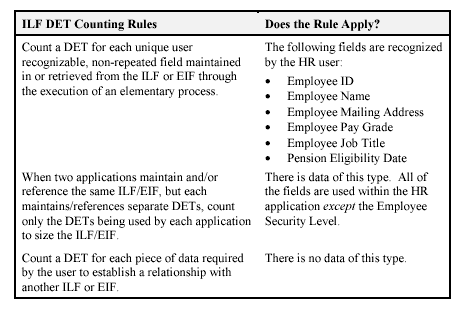 ILF DET Counting Rules
Does the Rule Apply?
Count a DET for each unique user
recognizable, non-repeated field maintained
in or retrieved from the ILF or EIF through
the execution of an elementary process.
The following fields are recognized
by the HR user:
• Employee ID
• Employee Name
• Employee Mailing Address
• Employee Pay Grade
• Employee Job Title
• Pension Eligibility Date
When two applications maintain and/or
reference the same ILF/EIF, but each
maintains/references separate DETs, count
only the DETs being used by each application
to size the ILF/EIF.
There is data of this type. All of
the fields are used within the HR
application except the Employee
Security Level.
Count a DET for each piece of data required
by the user to establish a relationship with
another ILF or EIF.
There is no data of this type.